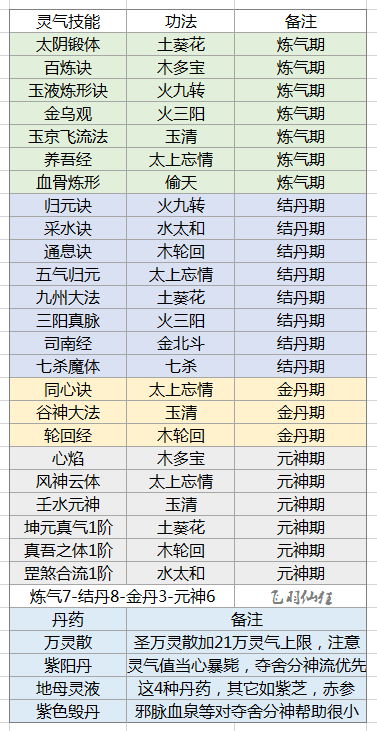 灵气技能 功法 备注
太阴锻体 土葵花 炼气期
百炼诀 木多宝 炼气期
玉液炼形诀 火九转 炼气期
金乌观 火三阳 炼气期
玉京飞流法 玉清 炼气期
养吾经 太上忘情 炼气期
血骨炼形 偷天 炼气期
归元诀 火九转 结丹期
采水诀 水太和 结丹期
通息诀 木轮回 结丹期
五气归元 太上忘情 结丹期
九州大法 土葵花 结丹期
三阳真脉 火三阳 结丹期
司南经 金北斗 结丹期
七杀魔体 七杀 结丹期
同心诀 太上忘情 金丹期
谷神大法 玉清 金丹期
轮回经 木轮回 金丹期
心焰 木多宝 元神期
风神云体 太上忘情 元神期
壬水元神 玉清 元神期
坤元真气1阶 土葵花 元神期
真吾之体1阶 木轮回 元神期
罡煞合流1阶 水太和 元神期
炼气7-结丹8-金丹3-元神6 飞羽仙狂
丹药 备注
万灵散 圣万灵散加21万灵气上限，注意
紫阳丹 灵气值当心暴毙，夺舍分神流优先
地母灵液 这4种丹药，其它如紫芝，赤参
紫色毁丹 邪脉血泉等对夺舍分神帮助很小